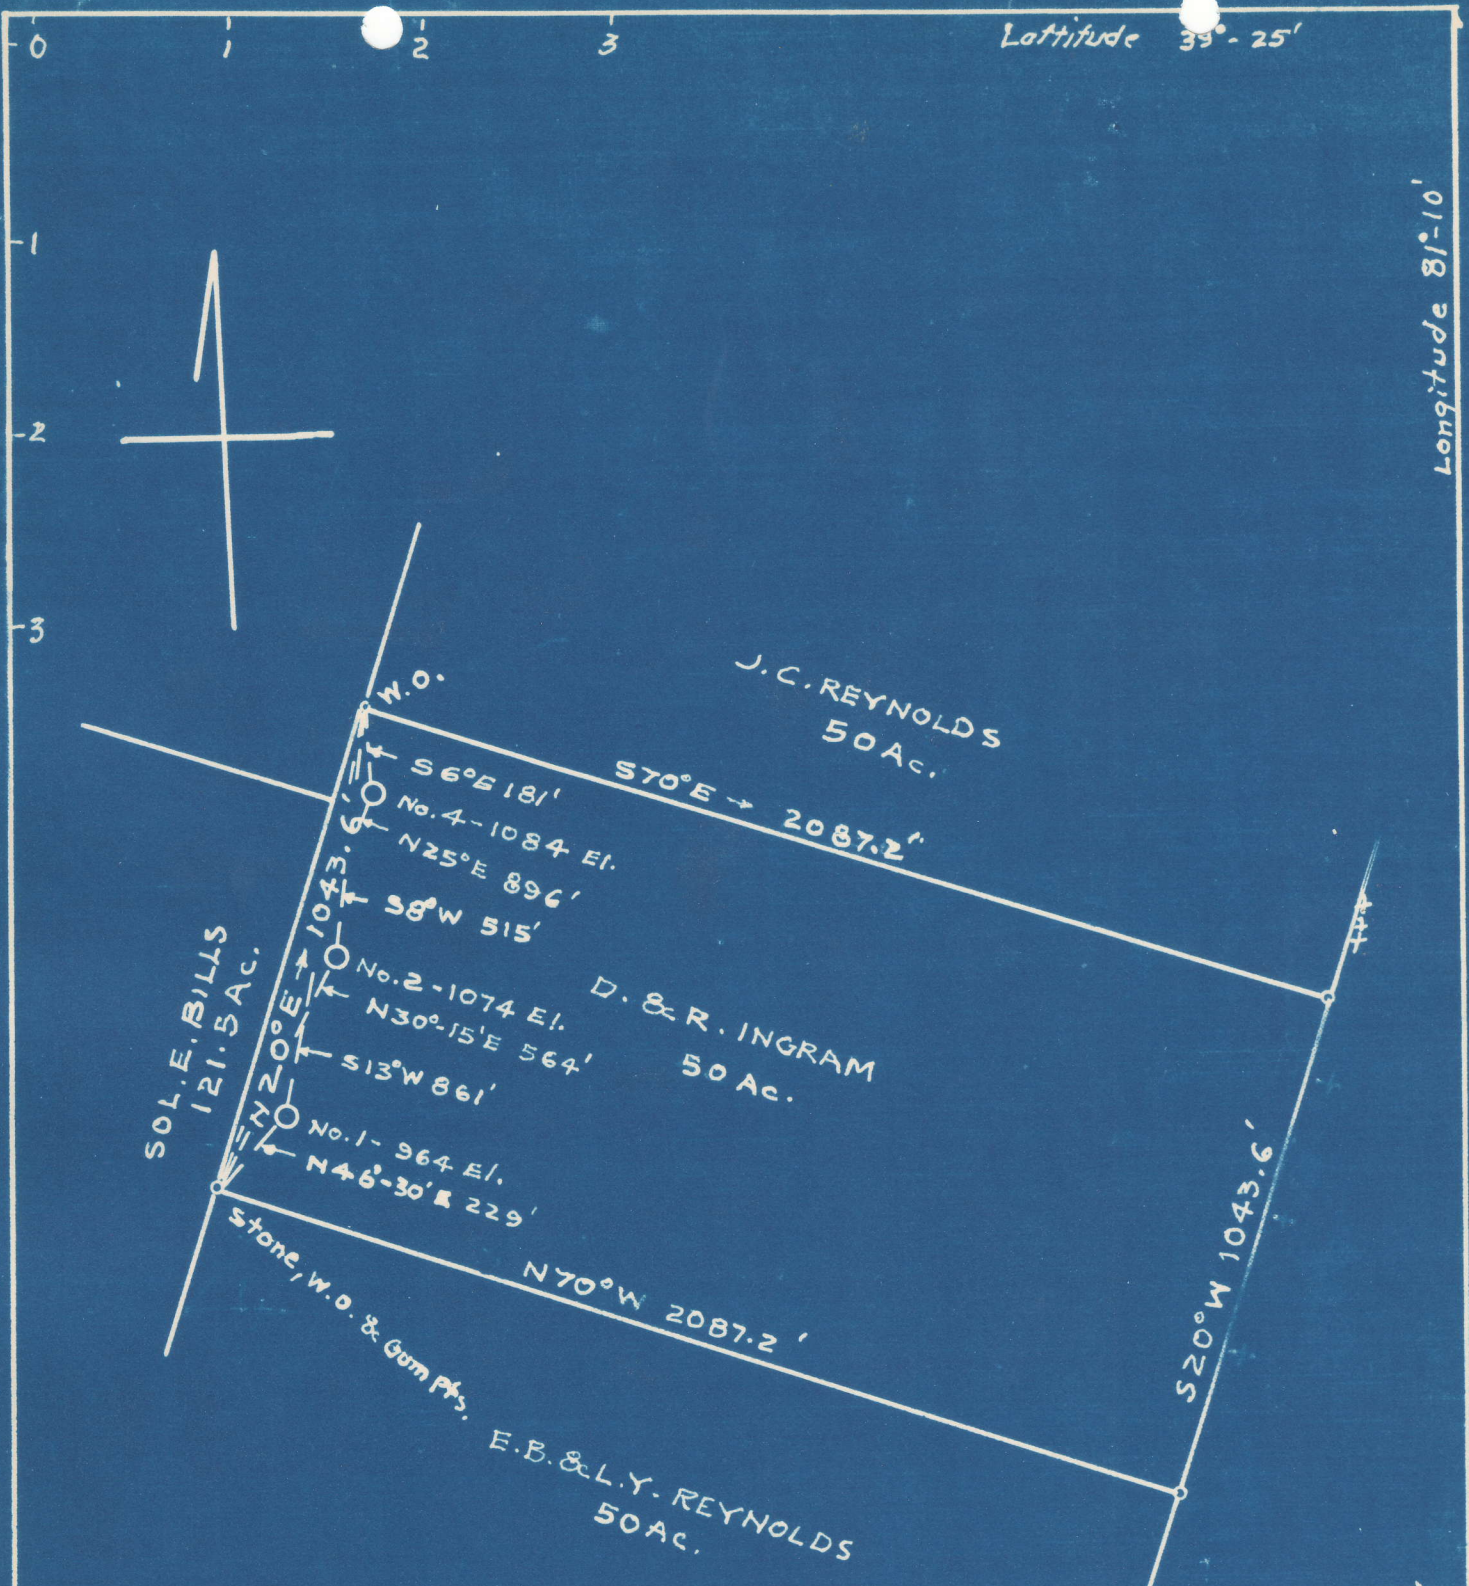 0 1 2 3 Lattitude 39°-25'
1
Longitude 81°-10'
2
3
W.O.
J.C. REYNOLDS
50 Ac.
S70°E → 2087.2'
S6°E 181'
No.4-1084 El.
N25°E 896'
S8°W 515'
No.2-1074 El.
N30°-15'E 564'
S13°W 861'
No.1- 964 El.
N46°-30'E 229'
N20°E → 1043.6'
SOL.E.BILLS
121.5 Ac.
D. & R. INGRAM
50 Ac.
S20°W 1043.6'
N70°W 2087.2'
Stone, W.O. & Gum Pts.
E.B.&L.Y. REYNOLDS
50 Ac.